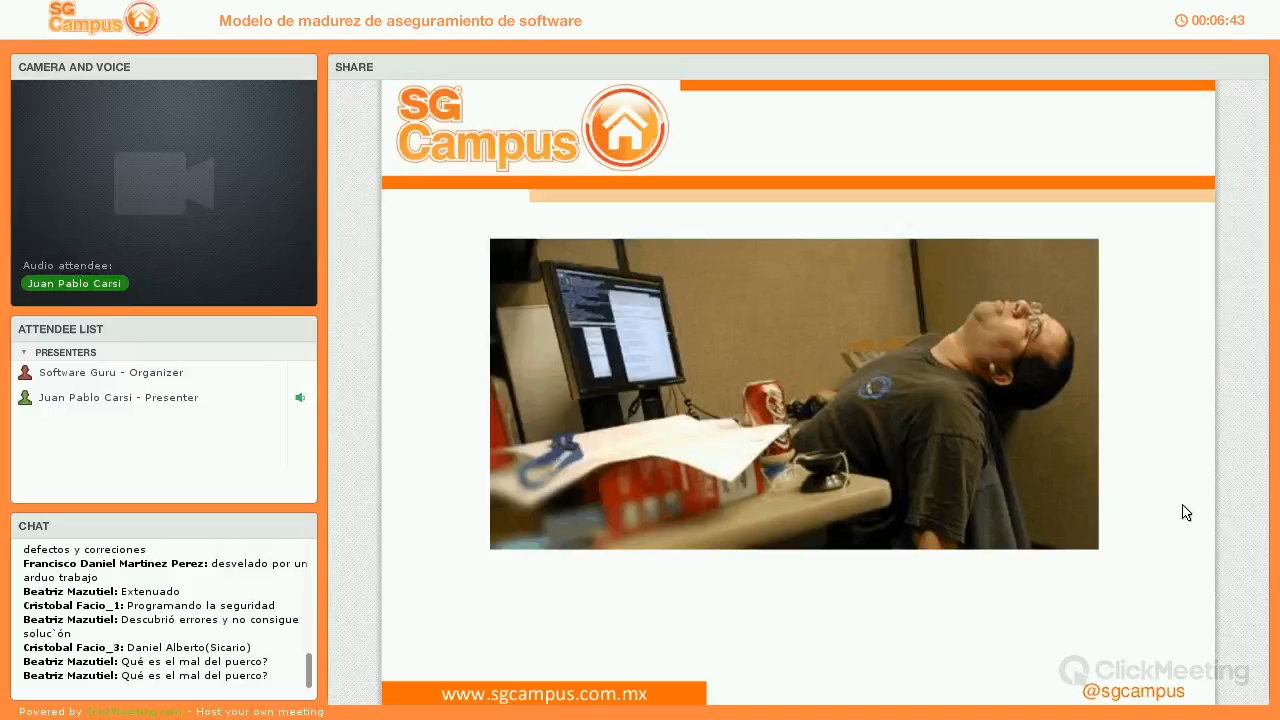 SG Campus
Modelo de madurez de aseguramiento de software
00:06:43
CAMERA AND VOICE
Audio attendee:
Juan Pablo Carsi
ATTENDEE LIST
PRESENTERS
Software Guru - Organizer
Juan Pablo Carsi - Presenter
CHAT
defectos y correciones
Francisco Daniel Martinez Perez: desvelado por un
arduo trabajo
Beatriz Mazutiel: Extenuado
Cristobal Facio_1: Programando la seguridad
Beatriz Mazutiel: Descubrió errores y no consigue
soluc`ón
Cristobal Facio_3: Daniel Alberto(Sicario)
Beatriz Mazutiel: Qué es el mal del puerco?
Beatriz Mazutiel: Qué es el mal del puerco?
Powered by ClickMeeting.com - Host your own meeting
SHARE
SG
Campus
www.sgcampus.com.mx
ClickMeeting
@sgcampus